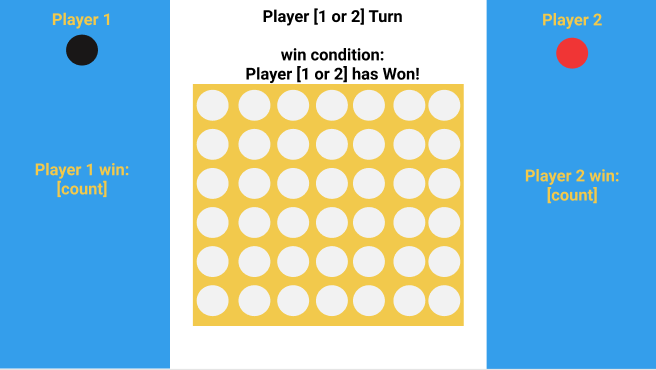 Player 1
Player [1 or 2] Turn
win condition:
Player [1 or 2] has Won!
Player 2
Player 1 win:
[count]
Player 2 win:
[count]